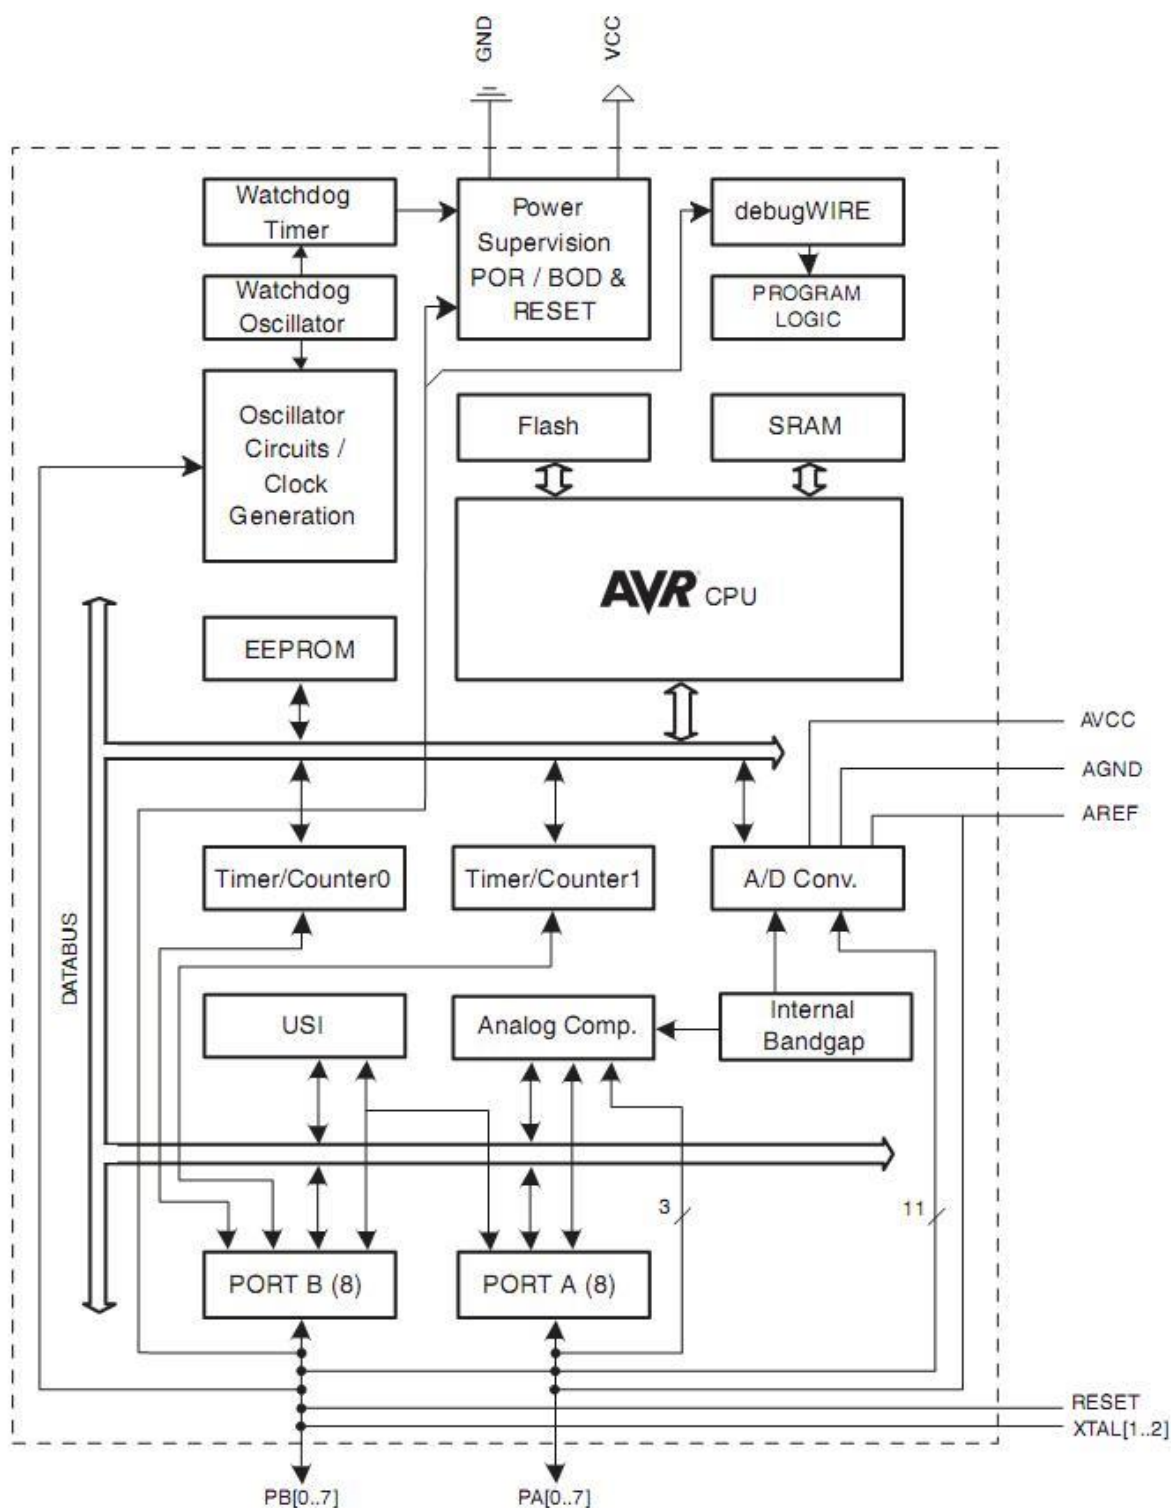 GND
VCC
Watchdog
Timer
Power
Supervision
POR / BOD &
RESET
debugWIRE
Watchdog
Oscillator
PROGRAM
LOGIC
Oscillator
Circuits /
Clock
Generation
Flash
SRAM
AVR CPU
EEPROM
AVCC
AGND
AREF
Timer/Counter0
Timer/Counter1
A/D Conv.
DATABUS
USI
Analog Comp.
Internal
Bandgap
3
11
PORT B (8)
PORT A (8)
RESET
XTAL[1..2]
PB[0..7]
PA[0..7]